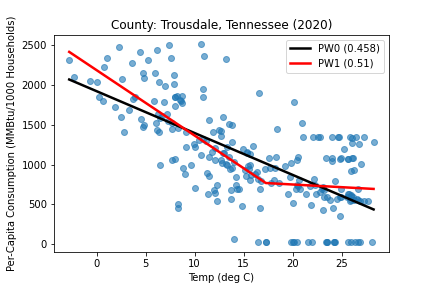 County: Trousdale, Tennessee (2020)
Per-Capita Consumption (MMBtu/1000 Households)
2500
2000
1500
1000
500
0
PW0 (0.458)
PW1 (0.51)
0 5 10 15 20 25
Temp (deg C)